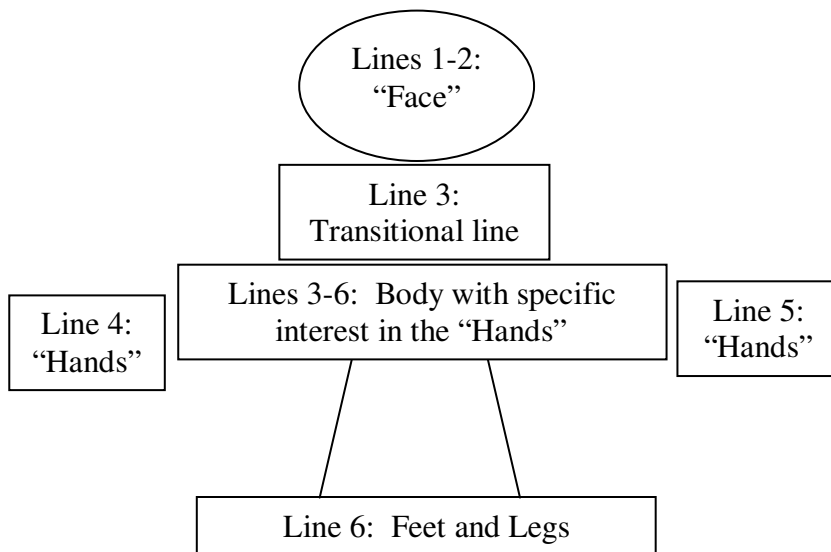 Lines 1-2:
“Face”
Line 3:
Transitional line
Lines 3-6:  Body with specific
interest in the “Hands”
Line 4:
“Hands”
Line 5:
“Hands”
Line 6:  Feet and Legs